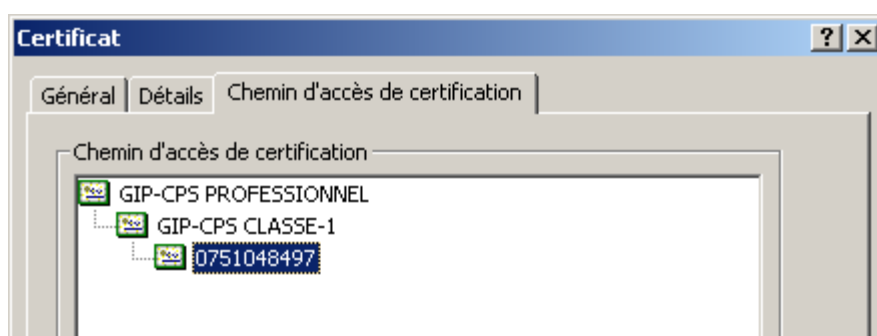 Certificat
Général Détails Chemin d'accès de certification
Chemin d'accès de certification
GIP-CPS PROFESSIONNEL
GIP-CPS CLASSE-1
0751048497